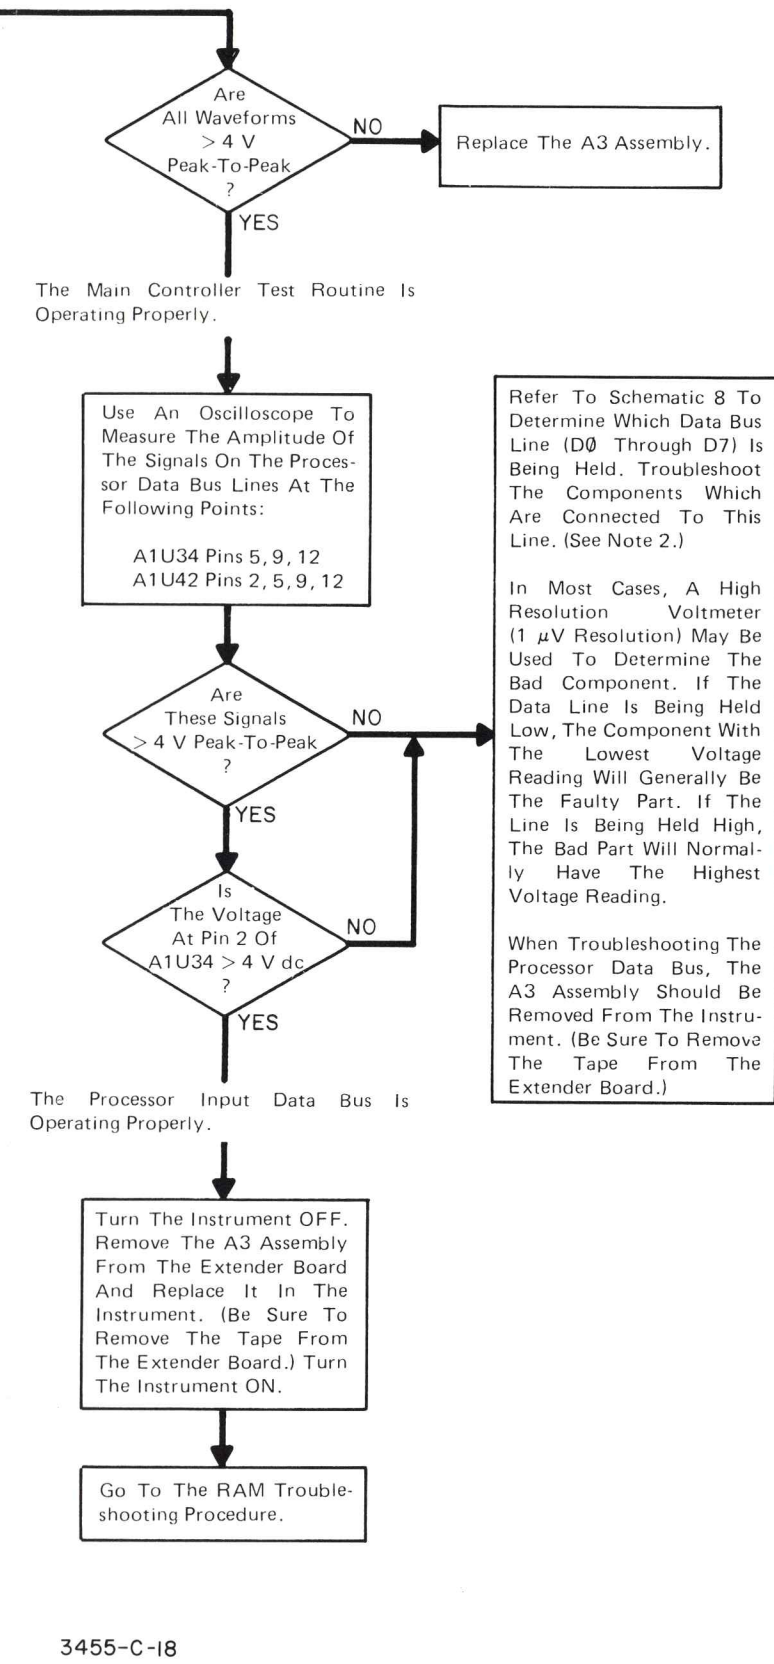 Are
All Waveforms
> 4 V
Peak-To-Peak
?
NO
Replace The A3 Assembly.
YES
The Main Controller Test Routine Is
Operating Properly.
Use An Oscilloscope To
Measure The Amplitude Of
The Signals On The Proces-
sor Data Bus Lines At The
Following Points:
A1U34 Pins 5, 9, 12
A1U42 Pins 2, 5, 9, 12
Are
These Signals
> 4 V Peak-To-Peak
?
NO
YES
Is
The Voltage
At Pin 2 Of
A1U34 > 4 V dc
?
NO
YES
Refer To Schematic 8 To
Determine Which Data Bus
Line (DØ Through D7) Is
Being Held. Troubleshoot
The Components Which
Are Connected To This
Line. (See Note 2.)
In Most Cases, A High
Resolution Voltmeter
(1 µV Resolution) May Be
Used To Determine The
Bad Component. If The
Data Line Is Being Held
Low, The Component With
The Lowest Voltage
Reading Will Generally Be
The Faulty Part. If The
Line Is Being Held High,
The Bad Part Will Normal-
ly Have The Highest
Voltage Reading.
When Troubleshooting The
Processor Data Bus, The
A3 Assembly Should Be
Removed From The Instru-
ment. (Be Sure To Remove
The Tape From The
Extender Board.)
The Processor Input Data Bus Is
Operating Properly.
Turn The Instrument OFF.
Remove The A3 Assembly
From The Extender Board
And Replace It In The
Instrument. (Be Sure To
Remove The Tape From
The Extender Board.) Turn
The Instrument ON.
Go To The RAM Trouble-
shooting Procedure.
3455-C-18